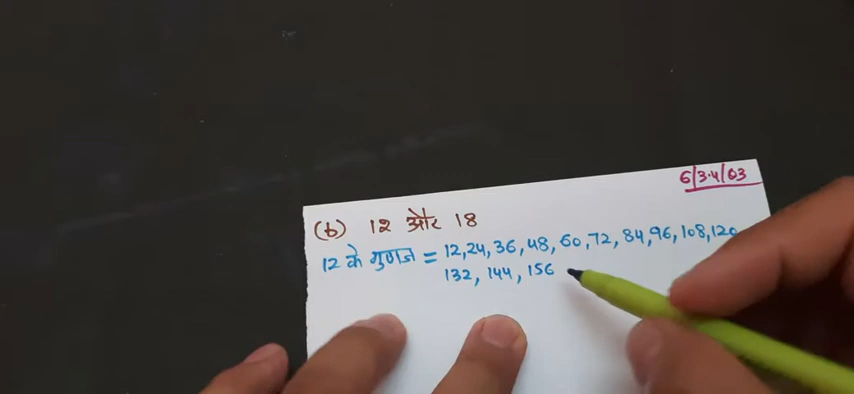 6/3.4/03
(b) 12 और 18
12 के गुणज = 12, 24, 36, 48, 60, 72, 84, 96, 108, 120
132, 144, 156